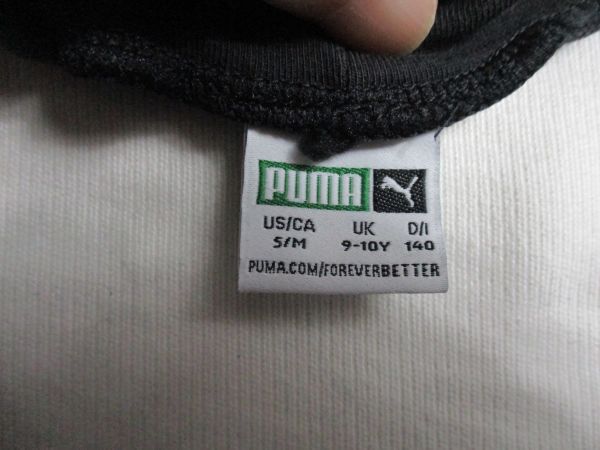 PUMA
US/CA UK D/I
S/M 9-10Y 140
PUMA.COM/FOREVERBETTER